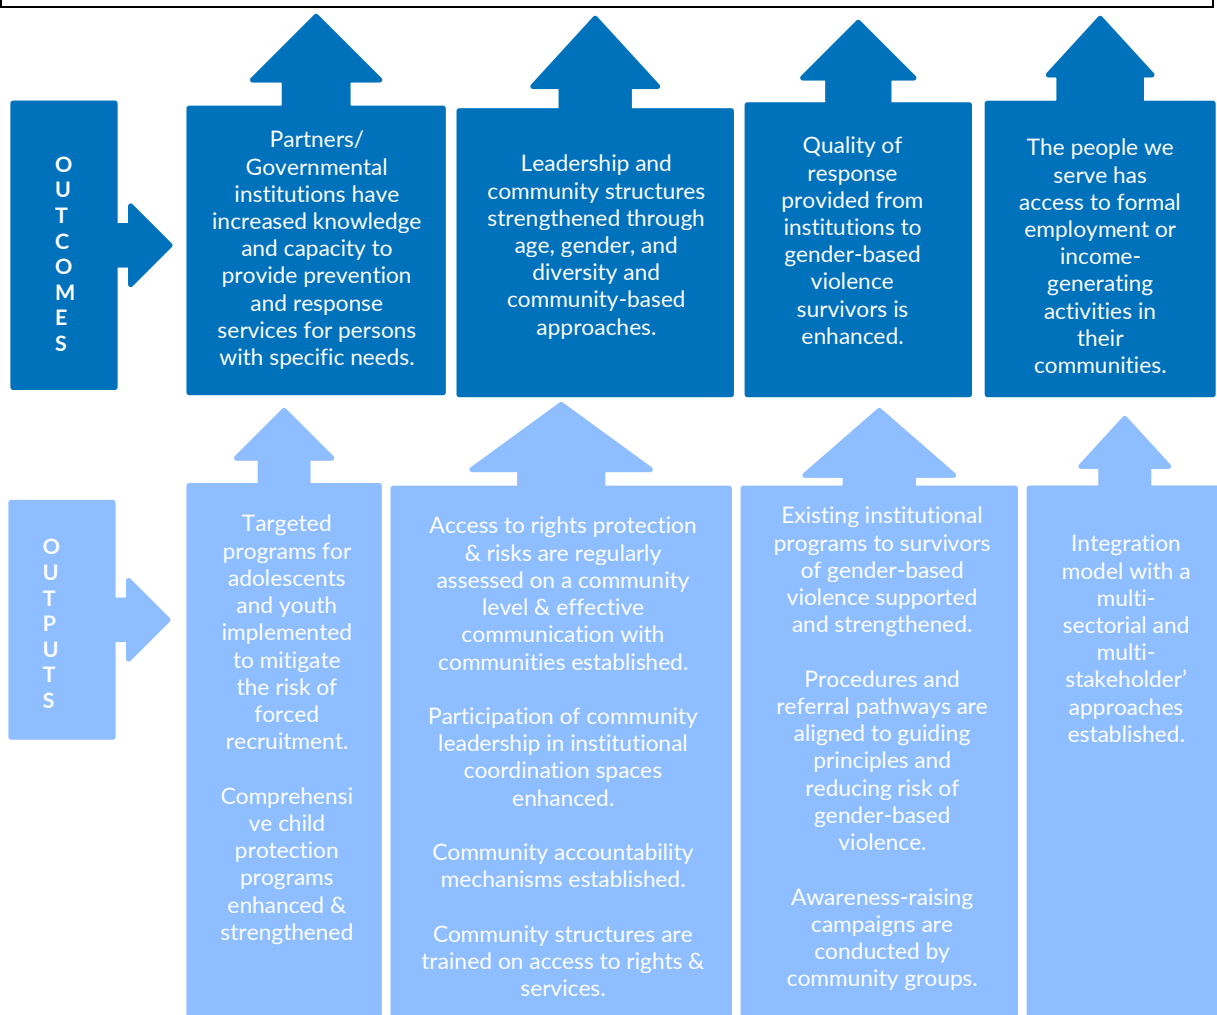 O
U
T
C
O
M
E
S
Partners/
Governmental
institutions have
increased knowledge
and capacity to
provide prevention
and response
services for persons
with specific needs.
Leadership and
community structures
strengthened through
age, gender, and
diversity and
community-based
approaches.
Quality of
response
provided from
institutions to
gender-based
violence
survivors is
enhanced.
The people we
serve has
access to formal
employment or
income-
generating
activities in
their
communities.
O
U
T
P
U
T
S
Targeted
programs for
adolescents
and youth
implemented
to mitigate
the risk of
forced
recruitment.
Comprehensi
ve child
protection
programs
enhanced &
strengthened
Access to rights protection
& risks are regularly
assessed on a community
level & effective
communication with
communities established.
Participation of community
leadership in institutional
coordination spaces
enhanced.
Community accountability
mechanisms established.
Community structures are
trained on access to rights &
services.
Existing institutional
programs to survivors
of gender-based
violence supported
and strengthened.
Procedures and
referral pathways are
aligned to guiding
principles and
reducing risk of
gender-based
violence.
Awareness-raising
campaigns are
conducted by
community groups.
Integration
model with a
multi-
sectorial and
multi-
stakeholder’
approaches
established.